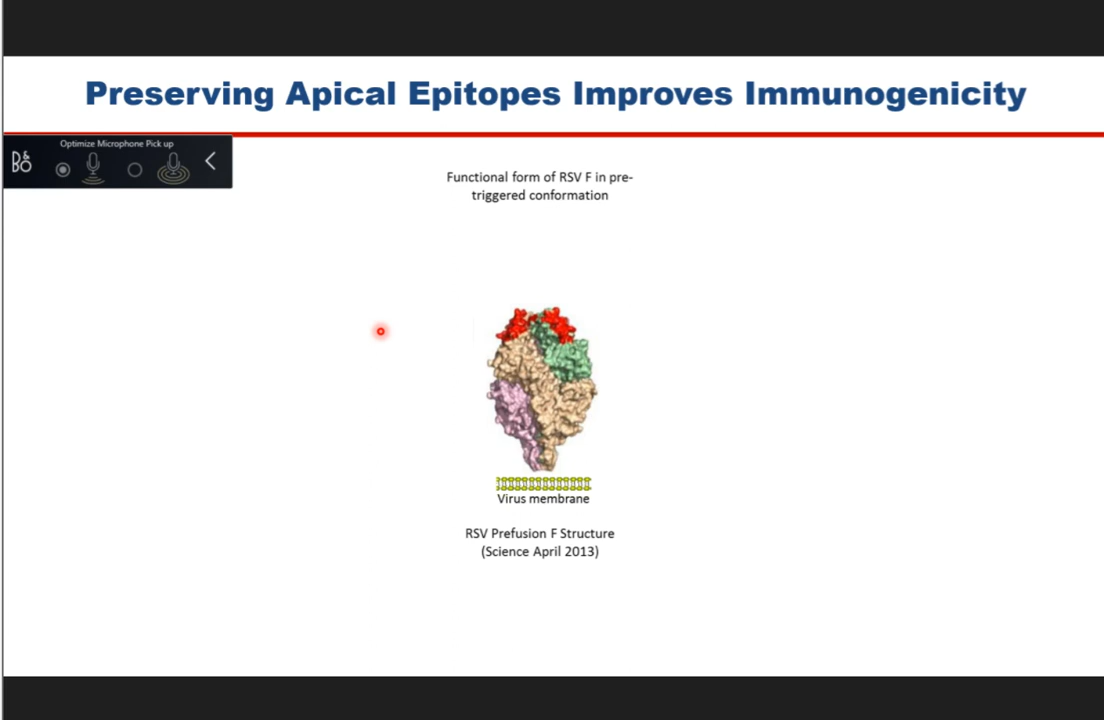 Preserving Apical Epitopes Improves Immunogenicity
Optimize Microphone Pick up
B&O
Functional form of RSV F in pre-
triggered conformation
Virus membrane
RSV Prefusion F Structure
(Science April 2013)